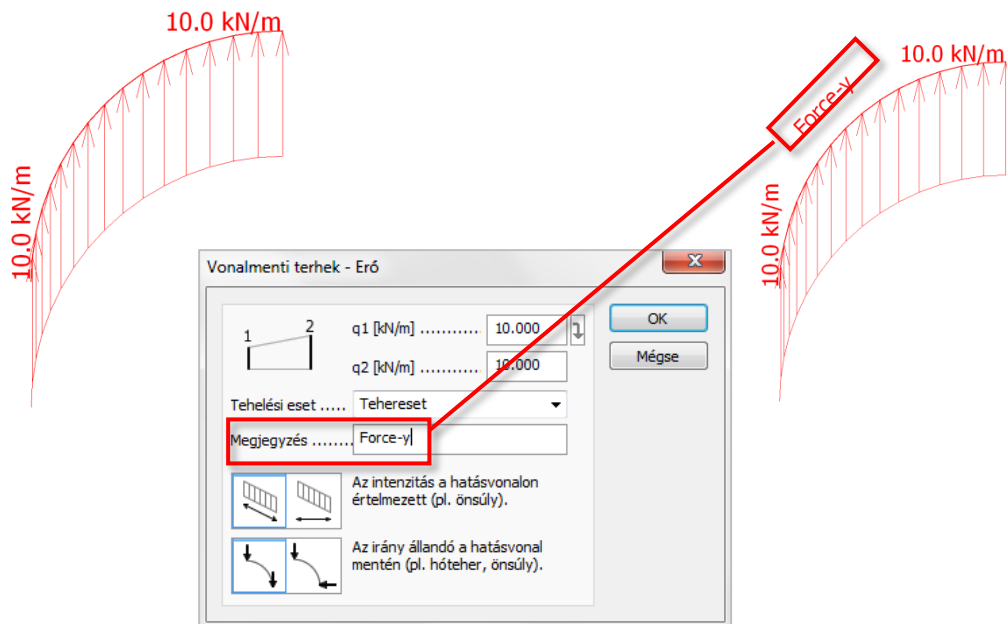 10.0 kN/m
10.0 kN/m
Force-y
10.0 kN/m
10.0 kN/m
Vonalmenti terhek - Erő
1
2
q1 [kN/m] ............
10.000
OK
q2 [kN/m] ............
10.000
Mégse
Tehelési eset .....
Tehereset
Megjegyzés ........
Force-y
Az intenzitás a hatásvonalon
értelmezett (pl. önsúly).
Az irány állandó a hatásvonal
mentén (pl. hóteher, önsúly).